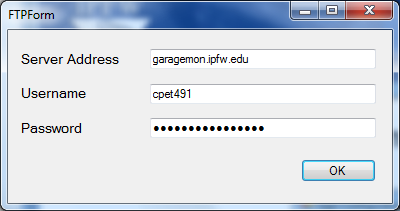 FTPForm
Server Address garagemon.ipfw.edu
Username cpet491
Password ●●●●●●●●●●●●●●●●
OK